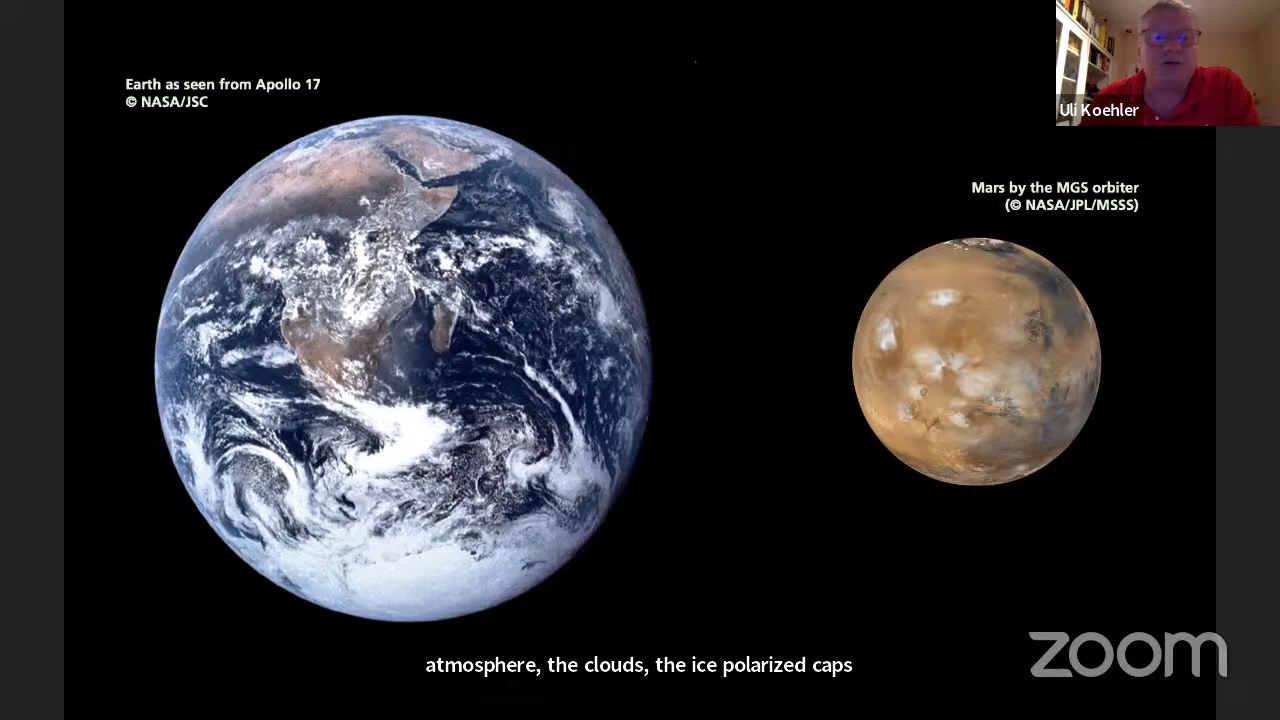 Earth as seen from Apollo 17
© NASA/JSC
Uli Koehler
Mars by the MGS orbiter
(© NASA/JPL/MSSS)
zoom
atmosphere, the clouds, the ice polarized caps